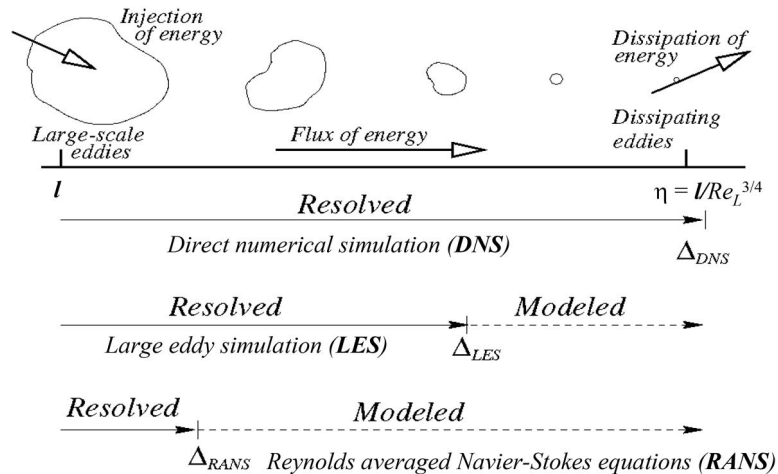 Injection
of energy
Dissipation of
energy
Large-scale
eddies
Flux of energy
Dissipating
eddies
l
η = l/Re_L^3/4
Resolved
Direct numerical simulation (DNS)
Δ_DNS
Resolved
Modeled
Large eddy simulation (LES)
Δ_LES
Resolved
Modeled
Δ_RANS
Reynolds averaged Navier-Stokes equations (RANS)